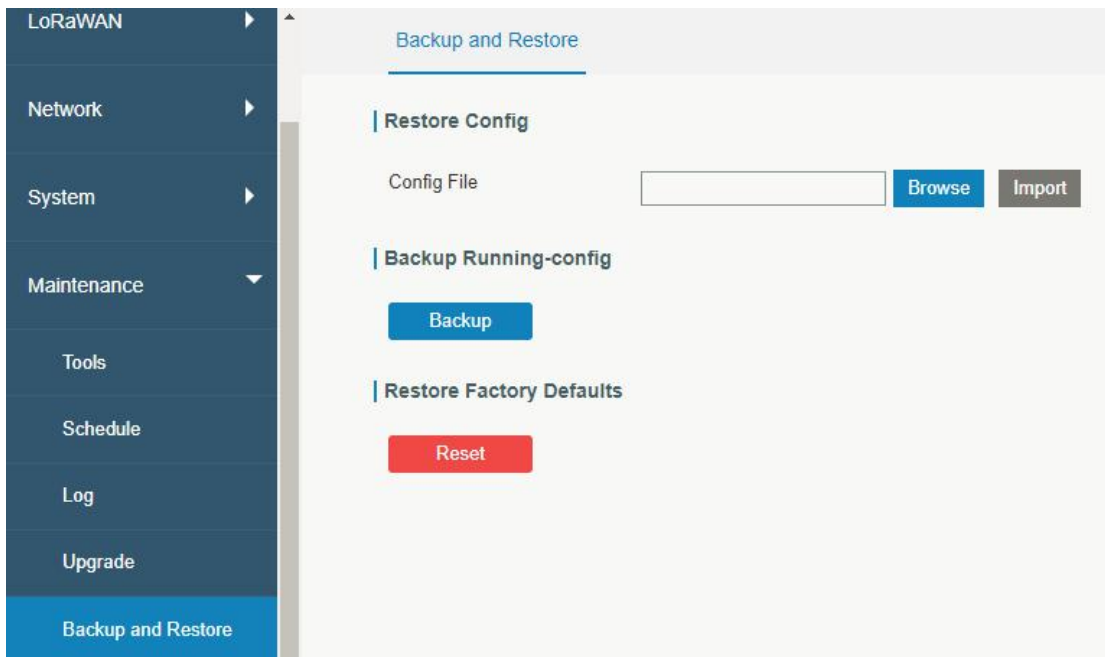 LoRaWAN
Network
System
Maintenance
Tools
Schedule
Log
Upgrade
Backup and Restore
Backup and Restore
Restore Config
Config File
Browse
Import
Backup Running-config
Backup
Restore Factory Defaults
Reset